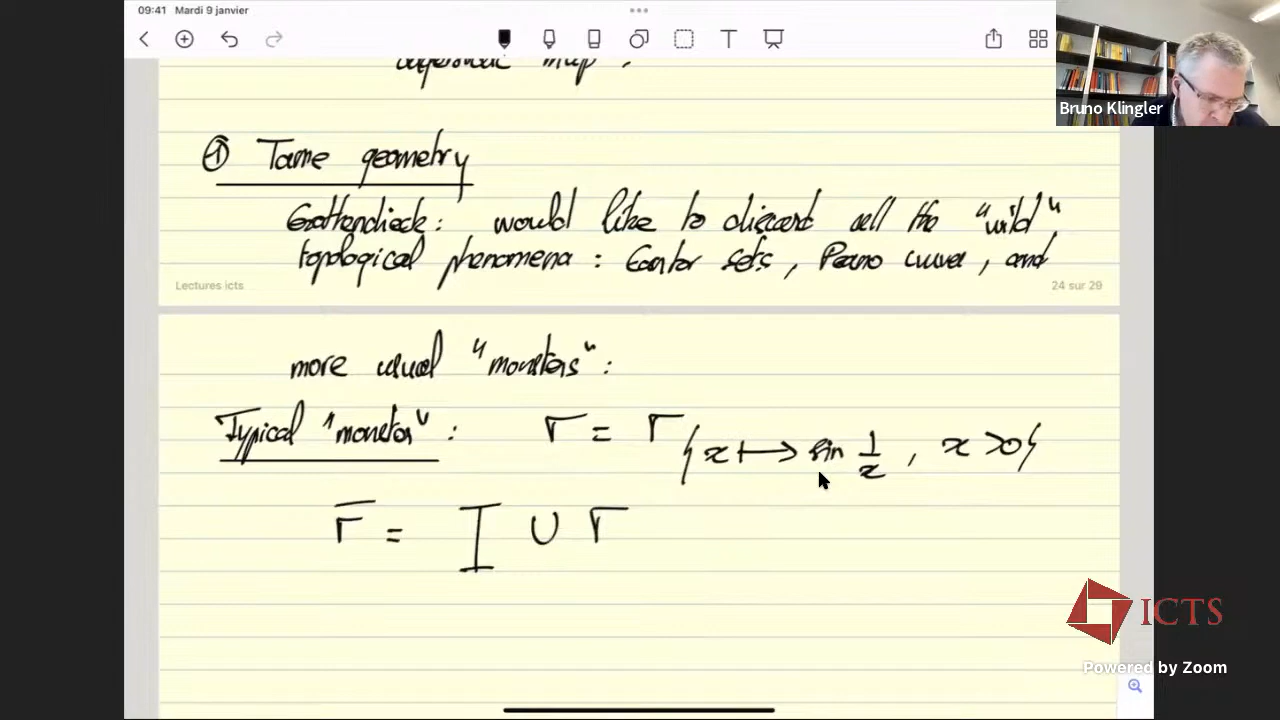 09:41 Mardi 9 janvier
Bruno Klingler
① Tame geometry
Grothendieck: would like to discard all the "wild"
topological phenomena: Cantor sets, Peano curve, and
Lectures icts
24 sur 29
more usual "monsters":
Typical "monster": Γ = Γ{x ↦ sin 1/x, x>0}
Γ̅ = I ∪ Γ
ICTS
Powered by Zoom